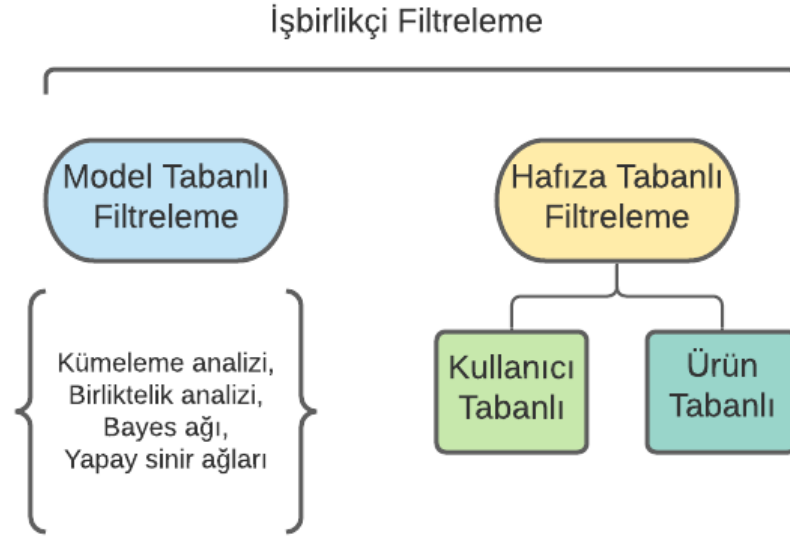 İşbirlikçi Filtreleme
Model Tabanlı
Filtreleme
Hafıza Tabanlı
Filtreleme
Kümeleme analizi,
Birliktelik analizi,
Bayes ağı,
Yapay sinir ağları
Kullanıcı
Tabanlı
Ürün
Tabanlı